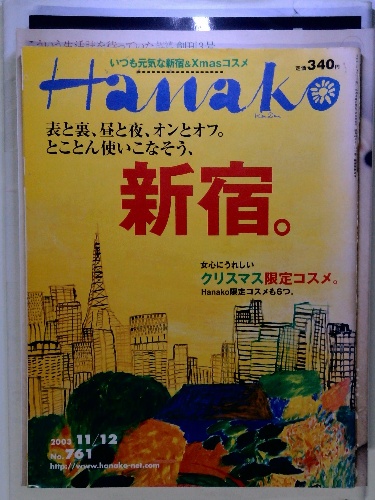 いつも元気な新宿&Xmasコスメ
定価340円
Hanako
表と裏、昼と夜、オンとオフ。
とことん使いこなそう、
新宿。
女心にうれしい
クリスマス限定コスメ。
Hanako限定コスメも6つ、
2003 11/12
No.761
http://www.hanako-net.com